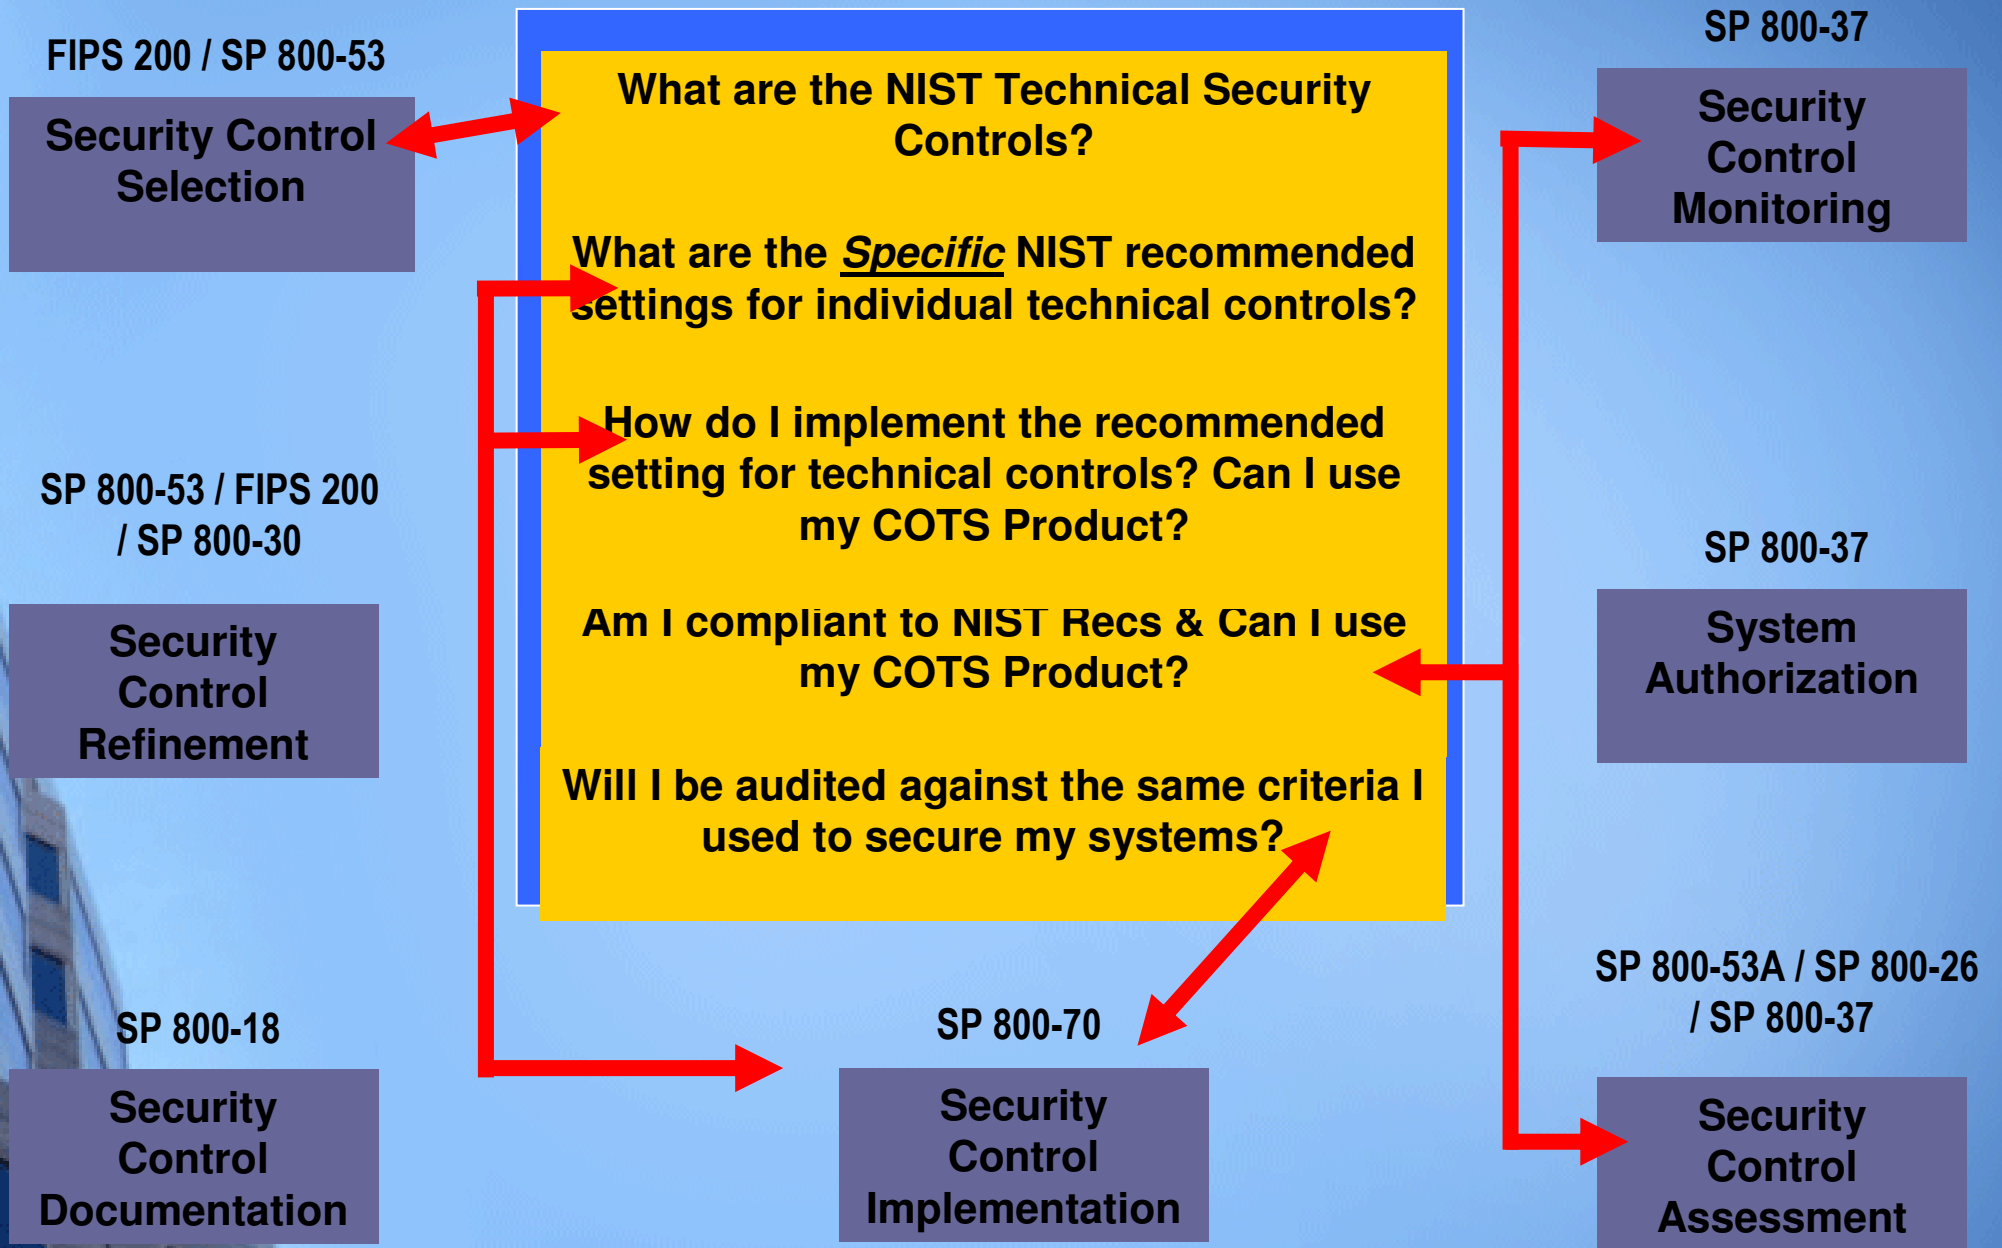 FIPS 200 / SP 800-53
Security Control
Selection
SP 800-53 / FIPS 200
/ SP 800-30
Security
Control
Refinement
SP 800-18
Security
Control
Documentation
What are the NIST Technical Security
Controls?
What are the Specific NIST recommended
settings for individual technical controls?
How do I implement the recommended
setting for technical controls? Can I use
my COTS Product?
Am I compliant to NIST Recs & Can I use
my COTS Product?
Will I be audited against the same criteria I
used to secure my systems?
SP 800-70
Security
Control
Implementation
SP 800-37
Security
Control
Monitoring
SP 800-37
System
Authorization
SP 800-53A / SP 800-26
/ SP 800-37
Security
Control
Assessment